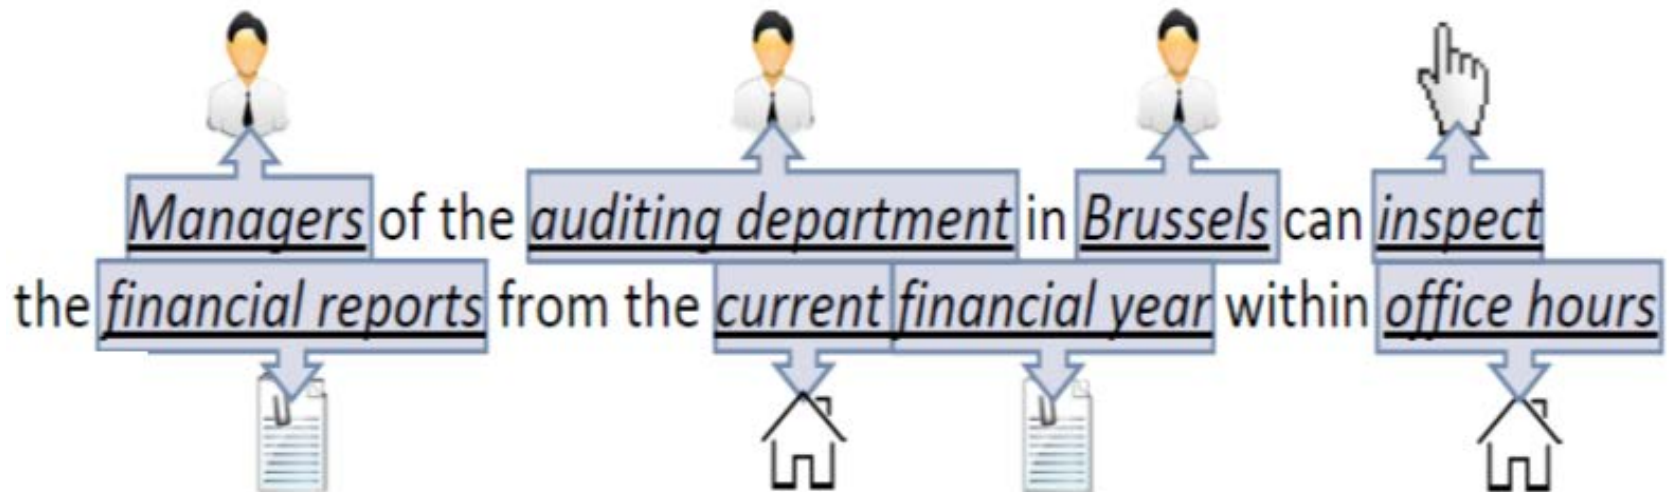 Managers of the auditing department in Brussels can inspect
the financial reports from the current financial year within office hours